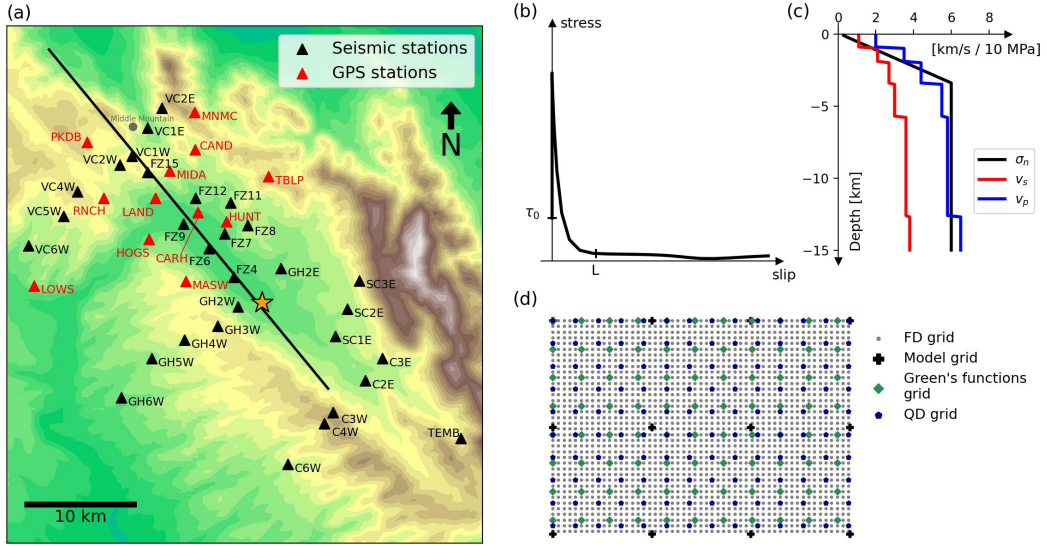 (a)
Seismic stations
GPS stations
VC2E
MNMC
Middle Mountain
VC1E
PKDB
CAND
VC1W
VC2W
FZ15
MIDA
TBLP
N
VC4W
RNCH
LAND
FZ12
FZ11
VC5W
HUNT
FZ8
FZ9
FZ7
VC6W
HOGS
CARH
FZ6
FZ4
GH2E
LOWS
MASW
SC3E
GH2W
SC2E
GH3W
GH4W
SC1E
GH5W
C3E
C2E
GH6W
C3W
C4W
TEMB
C6W
10 km
(b)
stress
τ0
L
slip
(c)
0 2 4 6 8
[km/s / 10 MPa]
0
−5
−10
−15
Depth [km]
σn
vs
vp
(d)
FD grid
Model grid
Green's functions
grid
QD grid